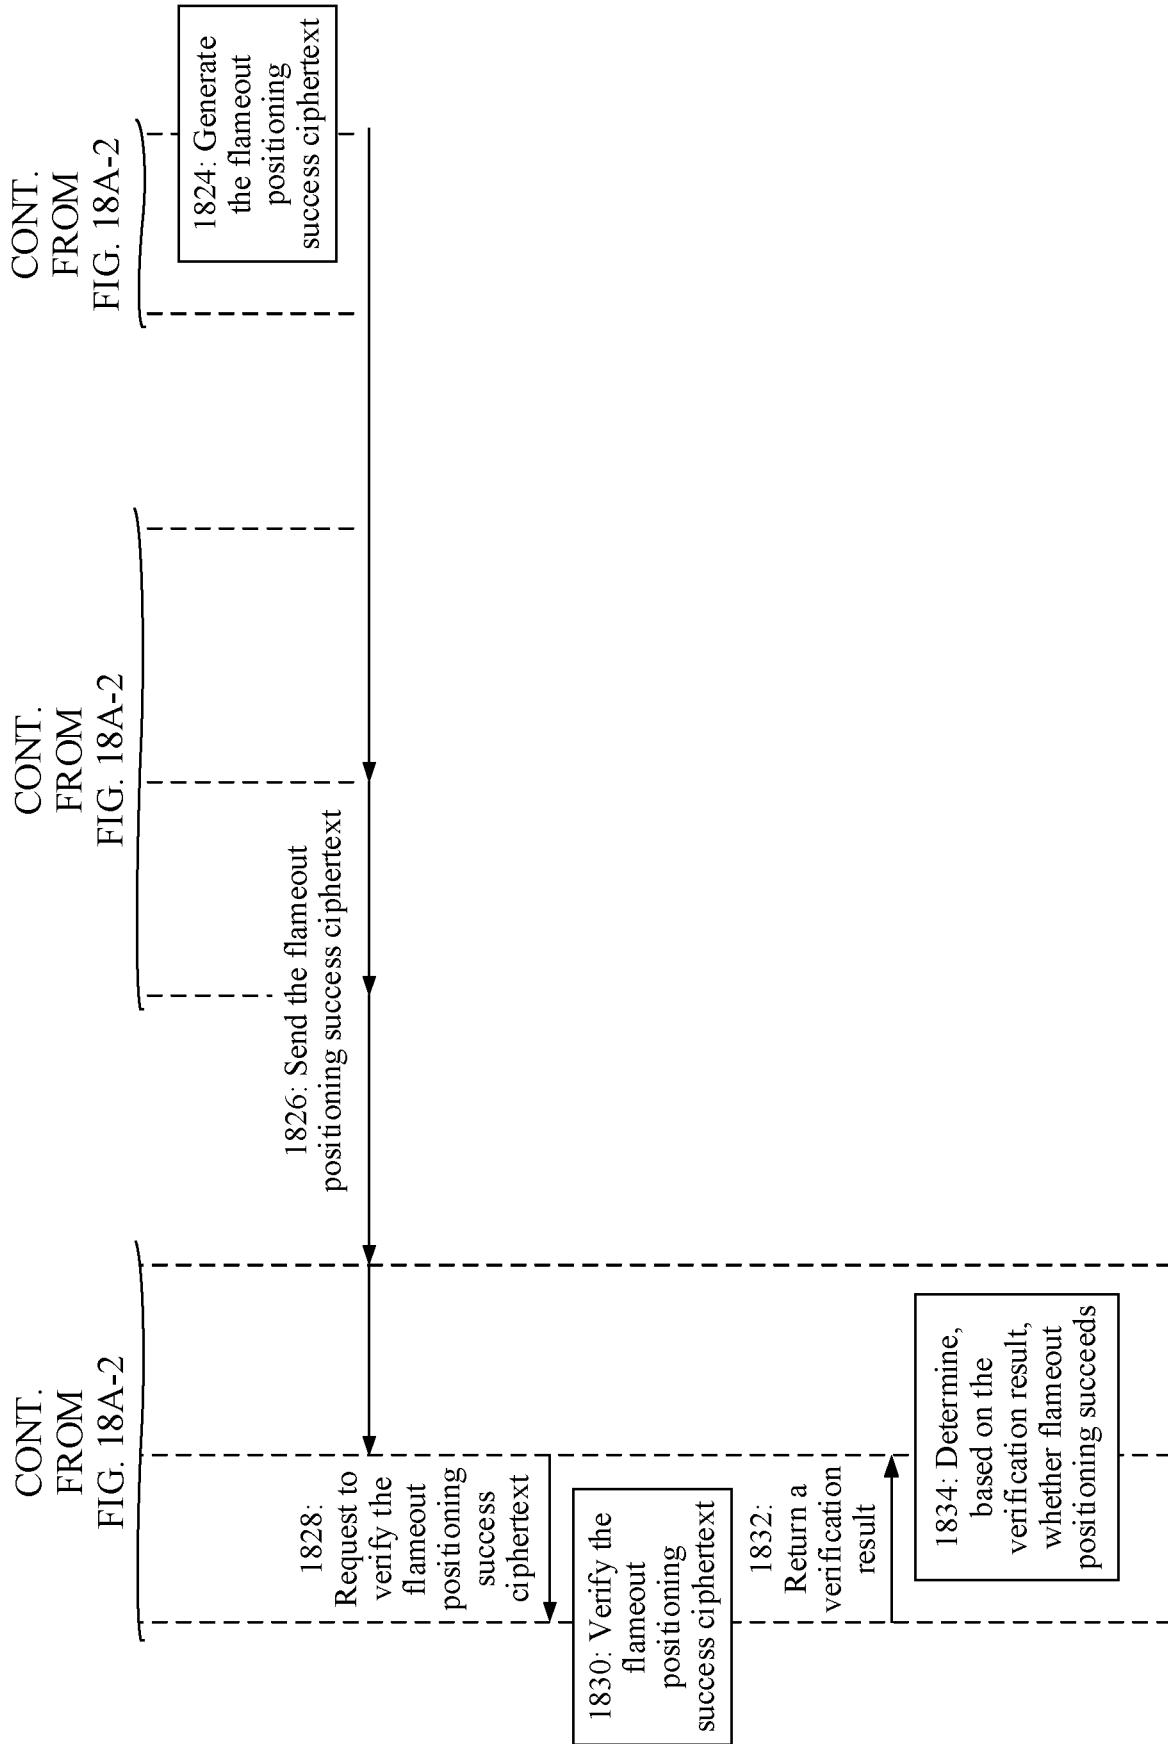 CONT.
FROM
FIG. 18A-2
CONT.
FROM
FIG. 18A-2
CONT.
FROM
FIG. 18A-2
1824: Generate
the flameout
positioning
success ciphertext
1826: Send the flameout
positioning success ciphertext
1828:
Request to
verify the
flameout
positioning
success
ciphertext
1830: Verify the
flameout
positioning
success ciphertext
1832:
Return a
verification
result
1834: Determine,
based on the
verification result,
whether flameout
positioning succeeds